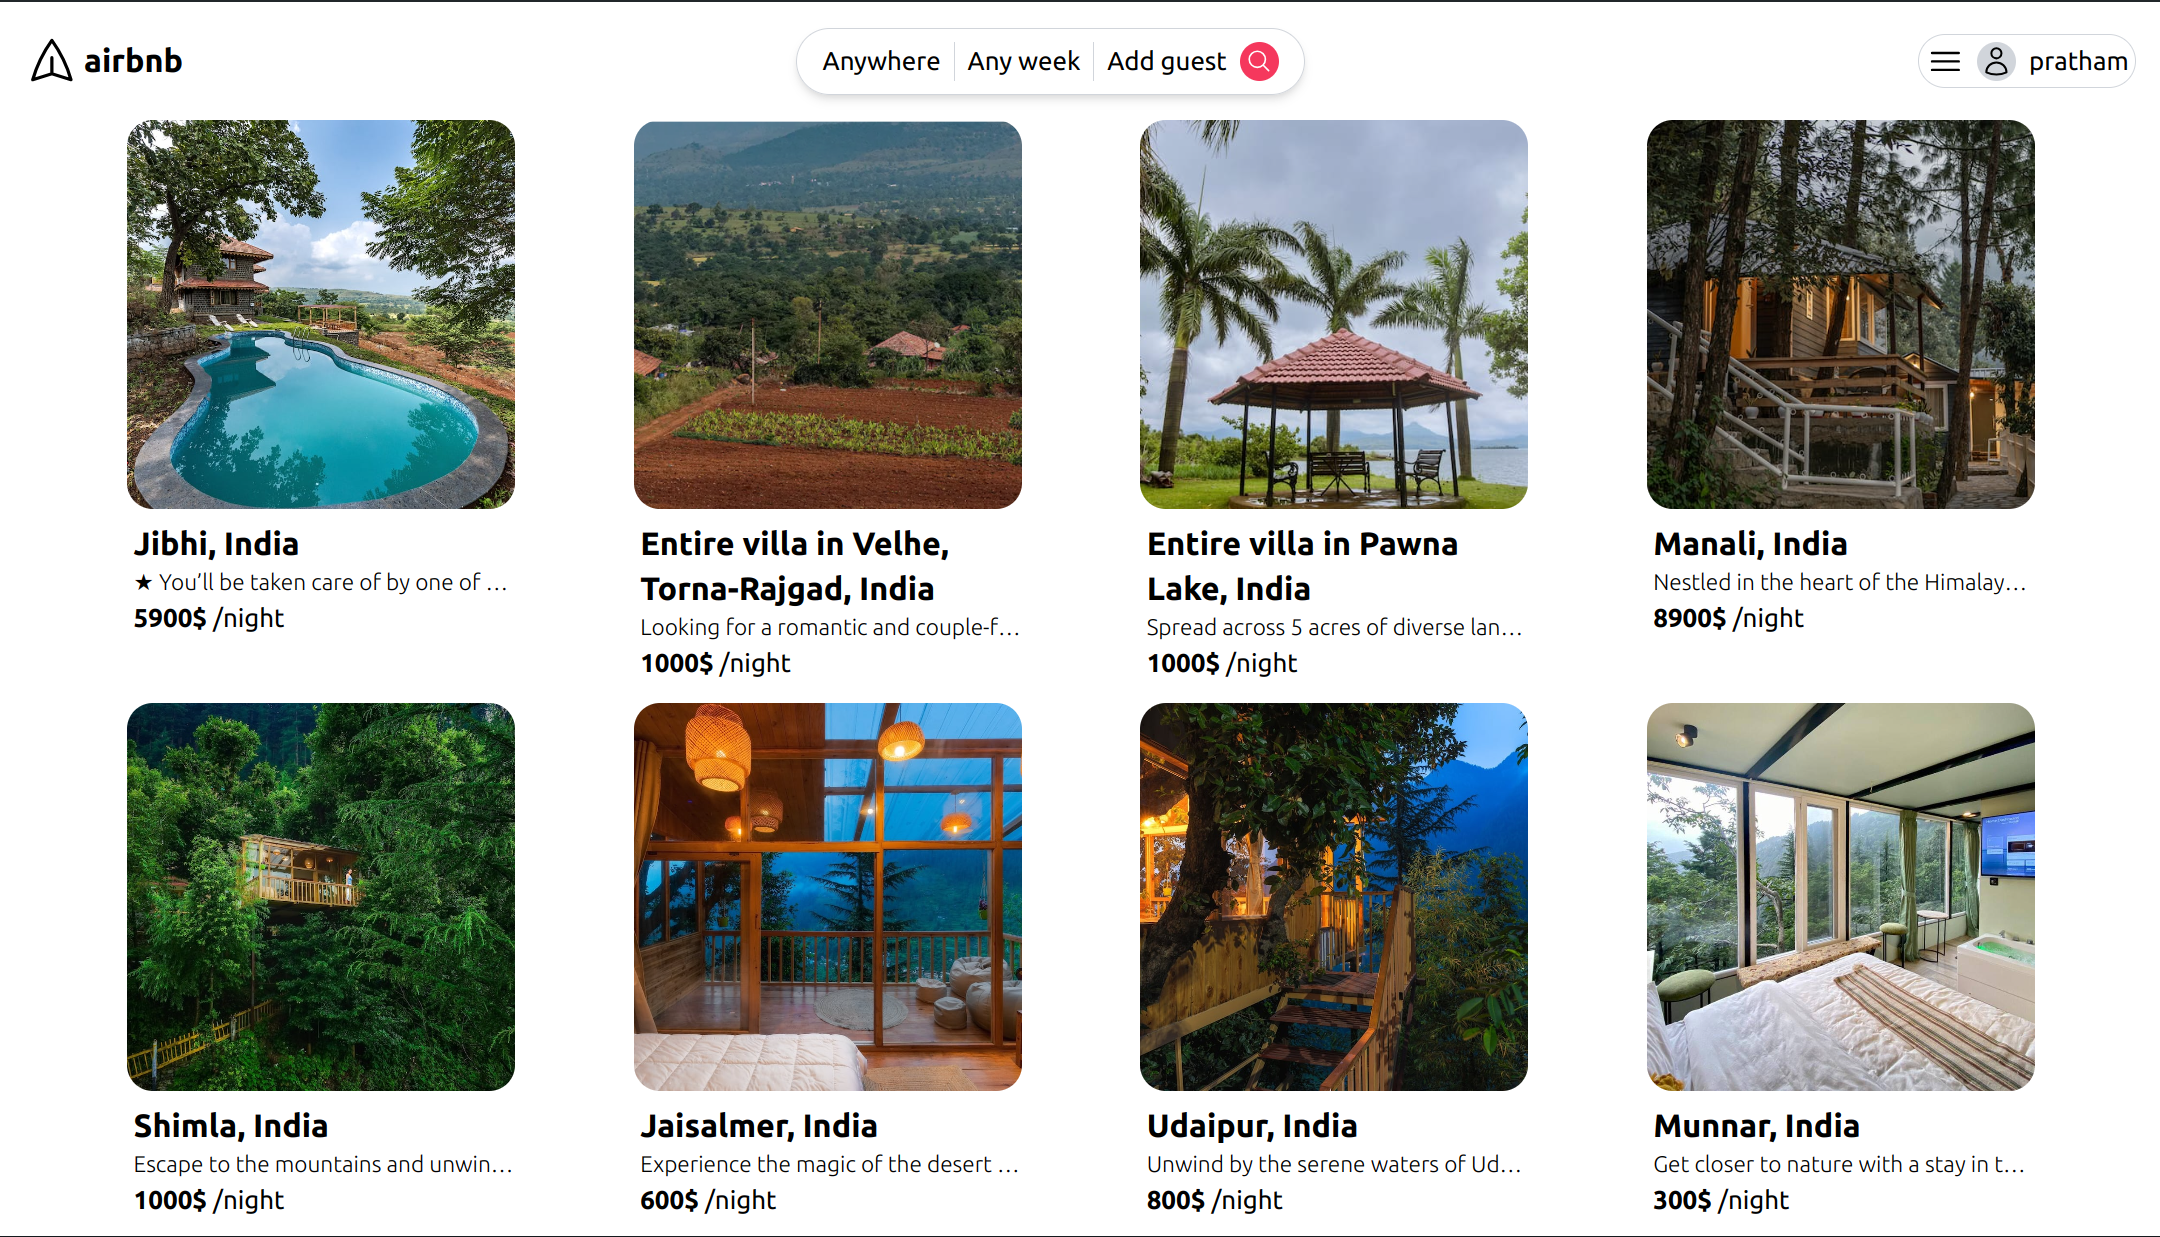 airbnb
Anywhere
Any week
Add guest
pratham
Jibhi, India
★ You’ll be taken care of by one of …
5900$ /night
Entire villa in Velhe,
Torna-Rajgad, India
Looking for a romantic and couple-f…
1000$ /night
Entire villa in Pawna
Lake, India
Spread across 5 acres of diverse lan…
1000$ /night
Manali, India
Nestled in the heart of the Himalay…
8900$ /night
Shimla, India
Escape to the mountains and unwin…
1000$ /night
Jaisalmer, India
Experience the magic of the desert …
600$ /night
Udaipur, India
Unwind by the serene waters of Ud…
800$ /night
Munnar, India
Get closer to nature with a stay in t…
300$ /night